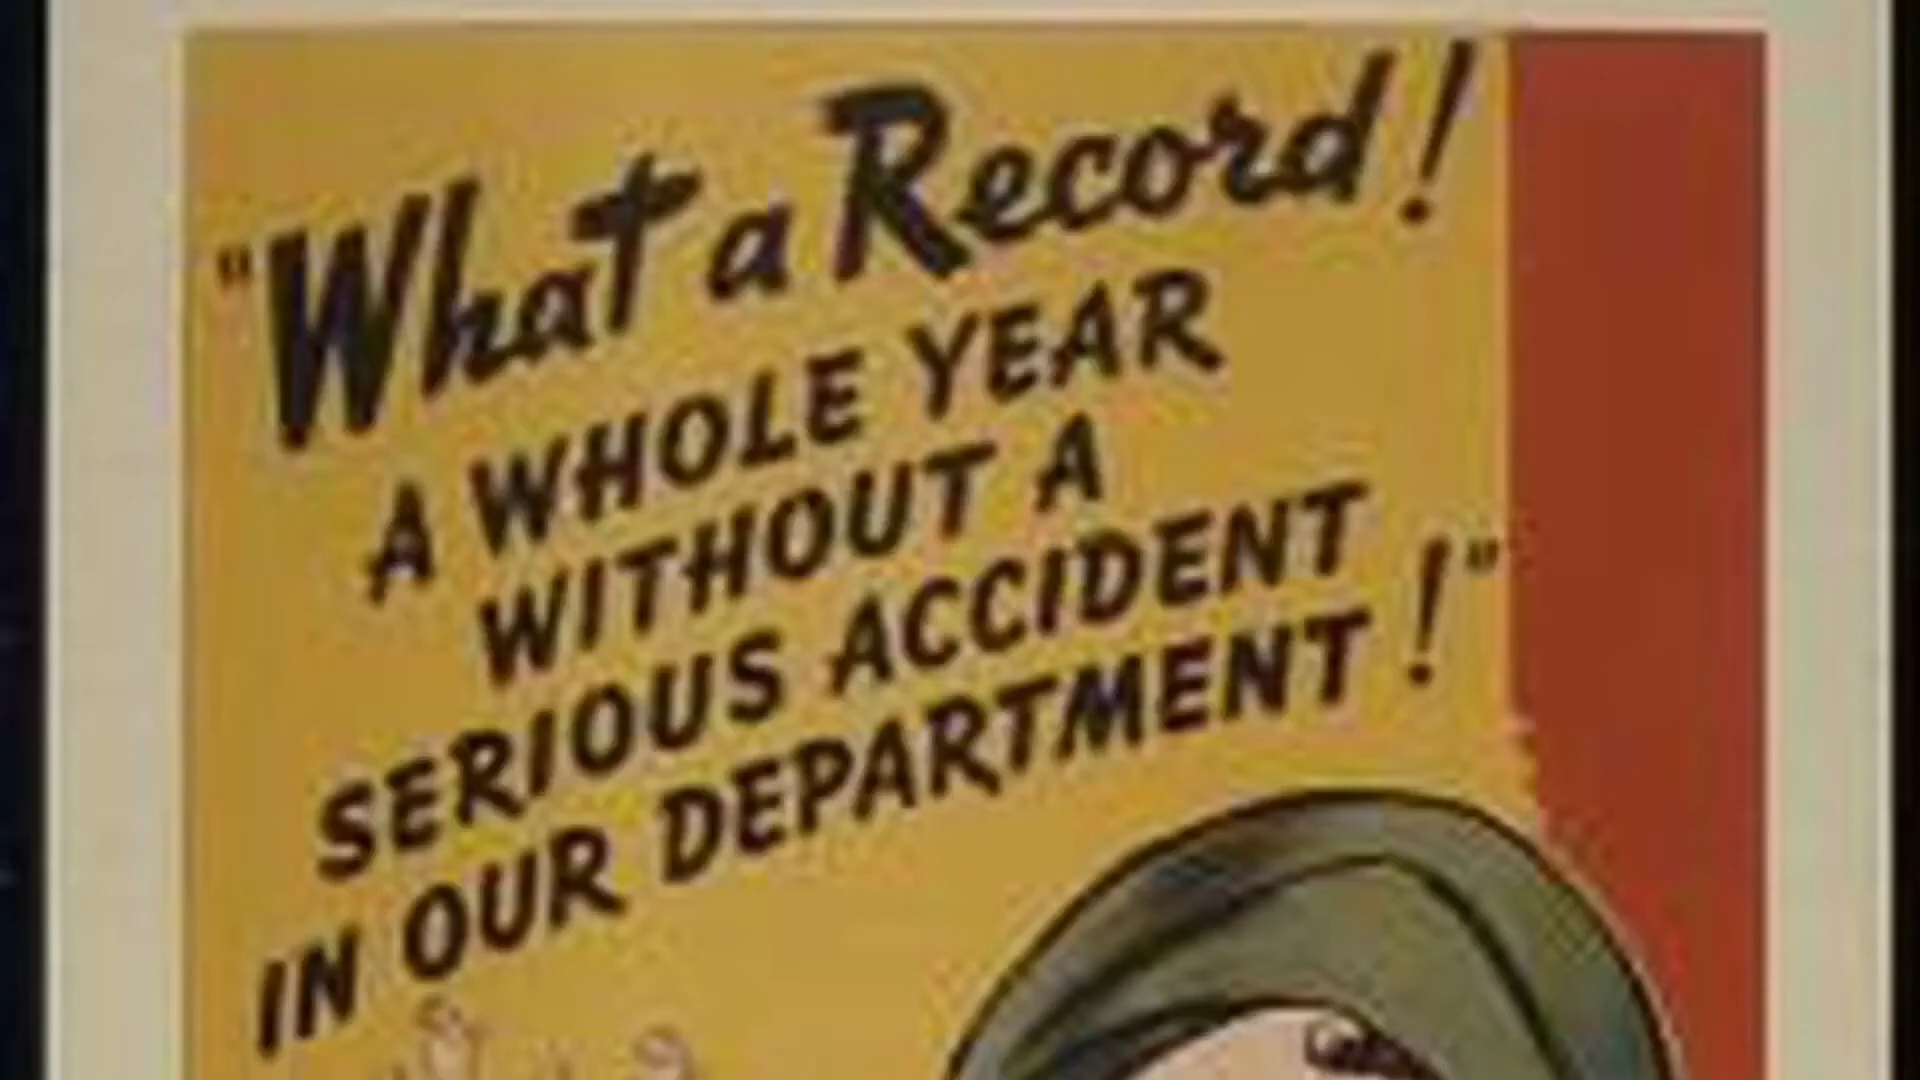 "What a Record!
A WHOLE YEAR
WITHOUT A
SERIOUS ACCIDENT
IN OUR DEPARTMENT!"